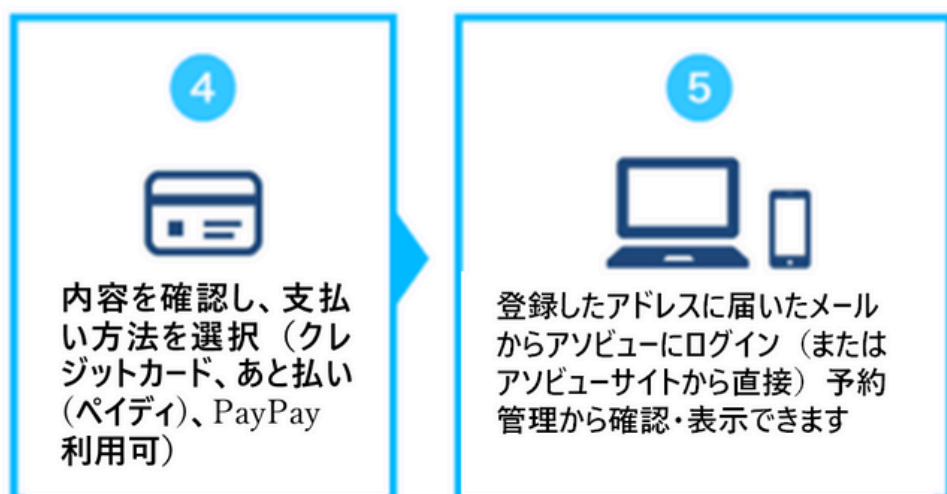 4
内容を確認し、支払
い方法を選択（クレ
ジットカード、あと払い
(ペイディ)、PayPay
利用可）
5
登録したアドレスに届いたメール
からアソビューにログイン（または
アソビューサイトから直接）予約
管理から確認・表示できます